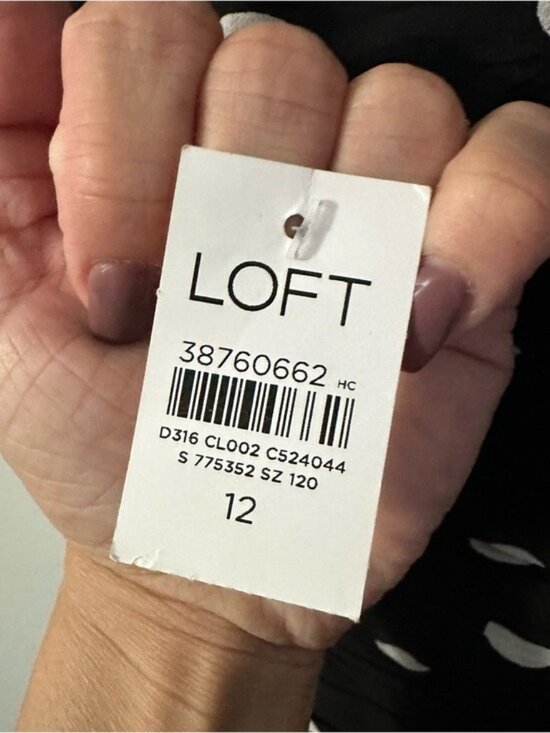 LOFT
38760662 HC
D316 CL002 C524044
S 775352 SZ 120
12